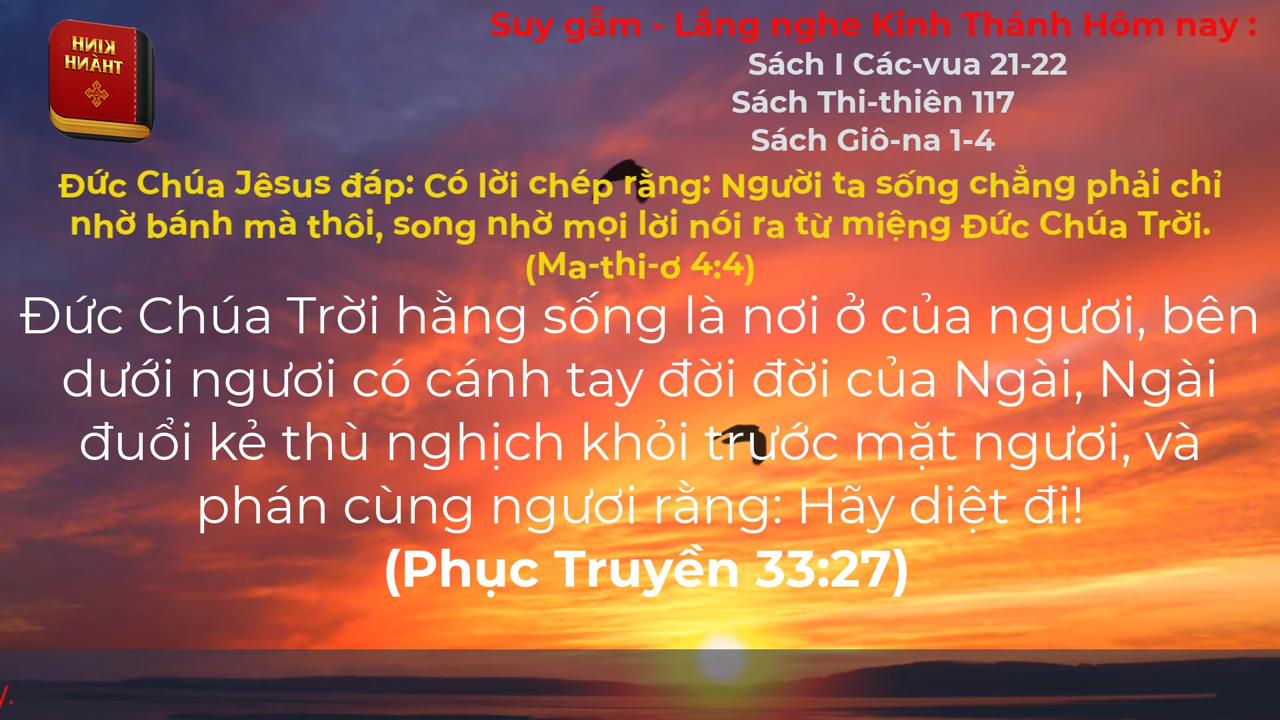 Suy gẫm - Lắng nghe Kinh Thánh Hôm nay :
Sách I Các-vua 21-22
Sách Thi-thiên 117
Sách Giô-na 1-4
KINH
THÁNH
Đức Chúa Jêsus đáp: Có lời chép rằng: Người ta sống chẳng phải chỉ
nhờ bánh mà thôi, song nhờ mọi lời nói ra từ miệng Đức Chúa Trời.
(Ma-thi-ơ 4:4)
Đức Chúa Trời hằng sống là nơi ở của ngươi, bên
dưới ngươi có cánh tay đời đời của Ngài, Ngài
đuổi kẻ thù nghịch khỏi trước mặt ngươi, và
phán cùng ngươi rằng: Hãy diệt đi!
(Phục Truyền 33:27)